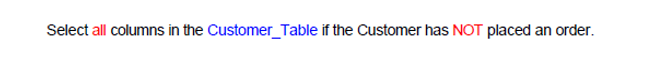 Select all columns in the Customer_Table if the Customer has NOT placed an order.